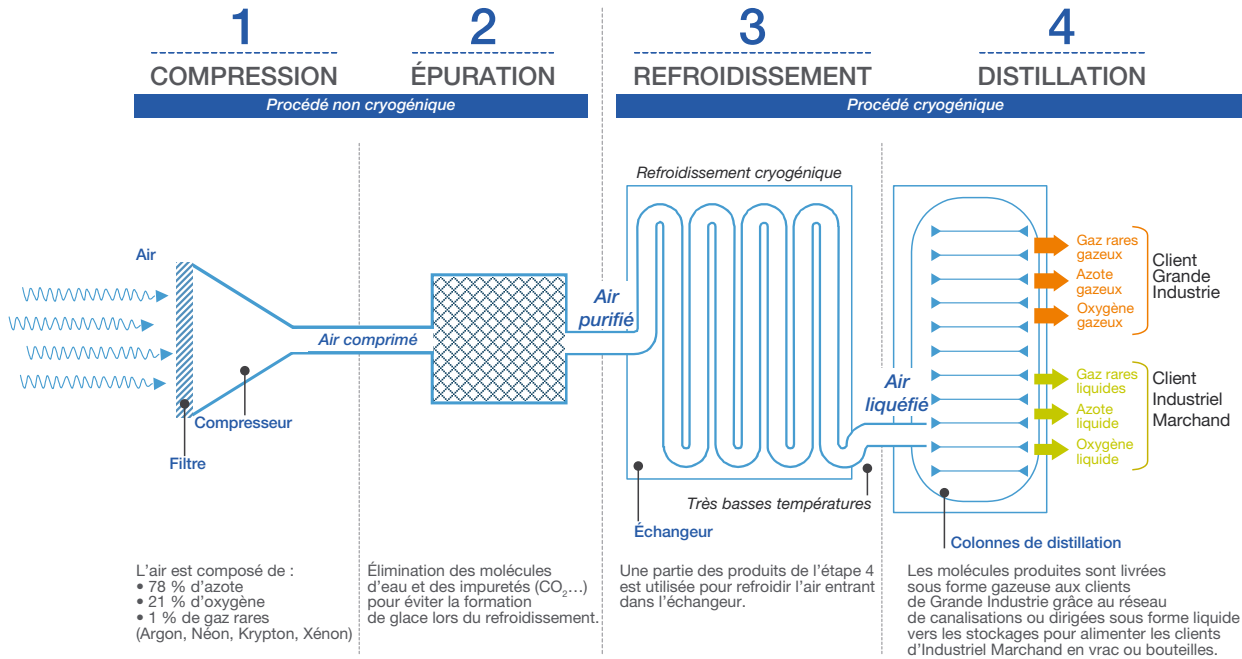 1
COMPRESSION
2
ÉPURATION
3
REFROIDISSEMENT
4
DISTILLATION
Procédé non cryogénique
Procédé cryogénique
Air
Filtre
Compresseur
Air comprimé
Air
purifié
Refroidissement cryogénique
Échangeur
Très basses températures
Air
liquéfié
Gaz rares
gazeux
Azote
gazeux
Oxygène
gazeux
Client
Grande
Industrie
Gaz rares
liquides
Azote
liquide
Oxygène
liquide
Client
Industriel
Marchand
Colonnes de distillation
L'air est composé de :
• 78 % d'azote
• 21 % d'oxygène
• 1 % de gaz rares
(Argon, Néon, Krypton, Xénon)
Élimination des molécules
d'eau et des impuretés (CO₂…)
pour éviter la formation
de glace lors du refroidissement.
Une partie des produits de l'étape 4
est utilisée pour refroidir l'air entrant
dans l'échangeur.
Les molécules produites sont livrées
sous forme gazeuse aux clients
de Grande Industrie grâce au réseau
de canalisations ou dirigées sous forme liquide
vers les stockages pour alimenter les clients
d'Industriel Marchand en vrac ou bouteilles.